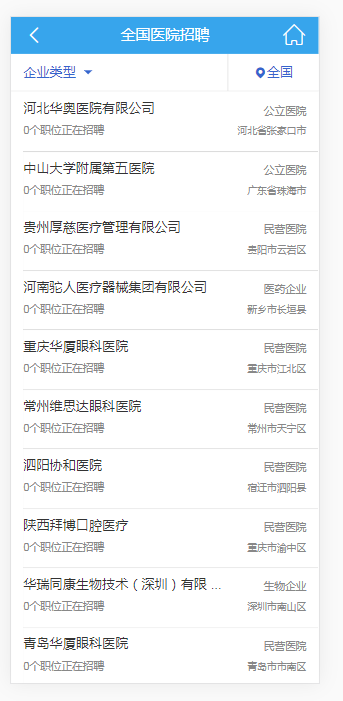 全国医院招聘
企业类型 全国
河北华奥医院有限公司 公立医院
0个职位正在招聘 河北省张家口市
中山大学附属第五医院 公立医院
0个职位正在招聘 广东省珠海市
贵州厚慈医疗管理有限公司 民营医院
0个职位正在招聘 贵阳市云岩区
河南驼人医疗器械集团有限公司 医药企业
0个职位正在招聘 新乡市长垣县
重庆华厦眼科医院 民营医院
0个职位正在招聘 重庆市江北区
常州维思达眼科医院 民营医院
0个职位正在招聘 常州市天宁区
泗阳协和医院 民营医院
0个职位正在招聘 宿迁市泗阳县
陕西拜博口腔医疗 民营医院
0个职位正在招聘 重庆市渝中区
华瑞同康生物技术（深圳）有限 ... 生物企业
0个职位正在招聘 深圳市南山区
青岛华厦眼科医院 民营医院
0个职位正在招聘 青岛市市南区